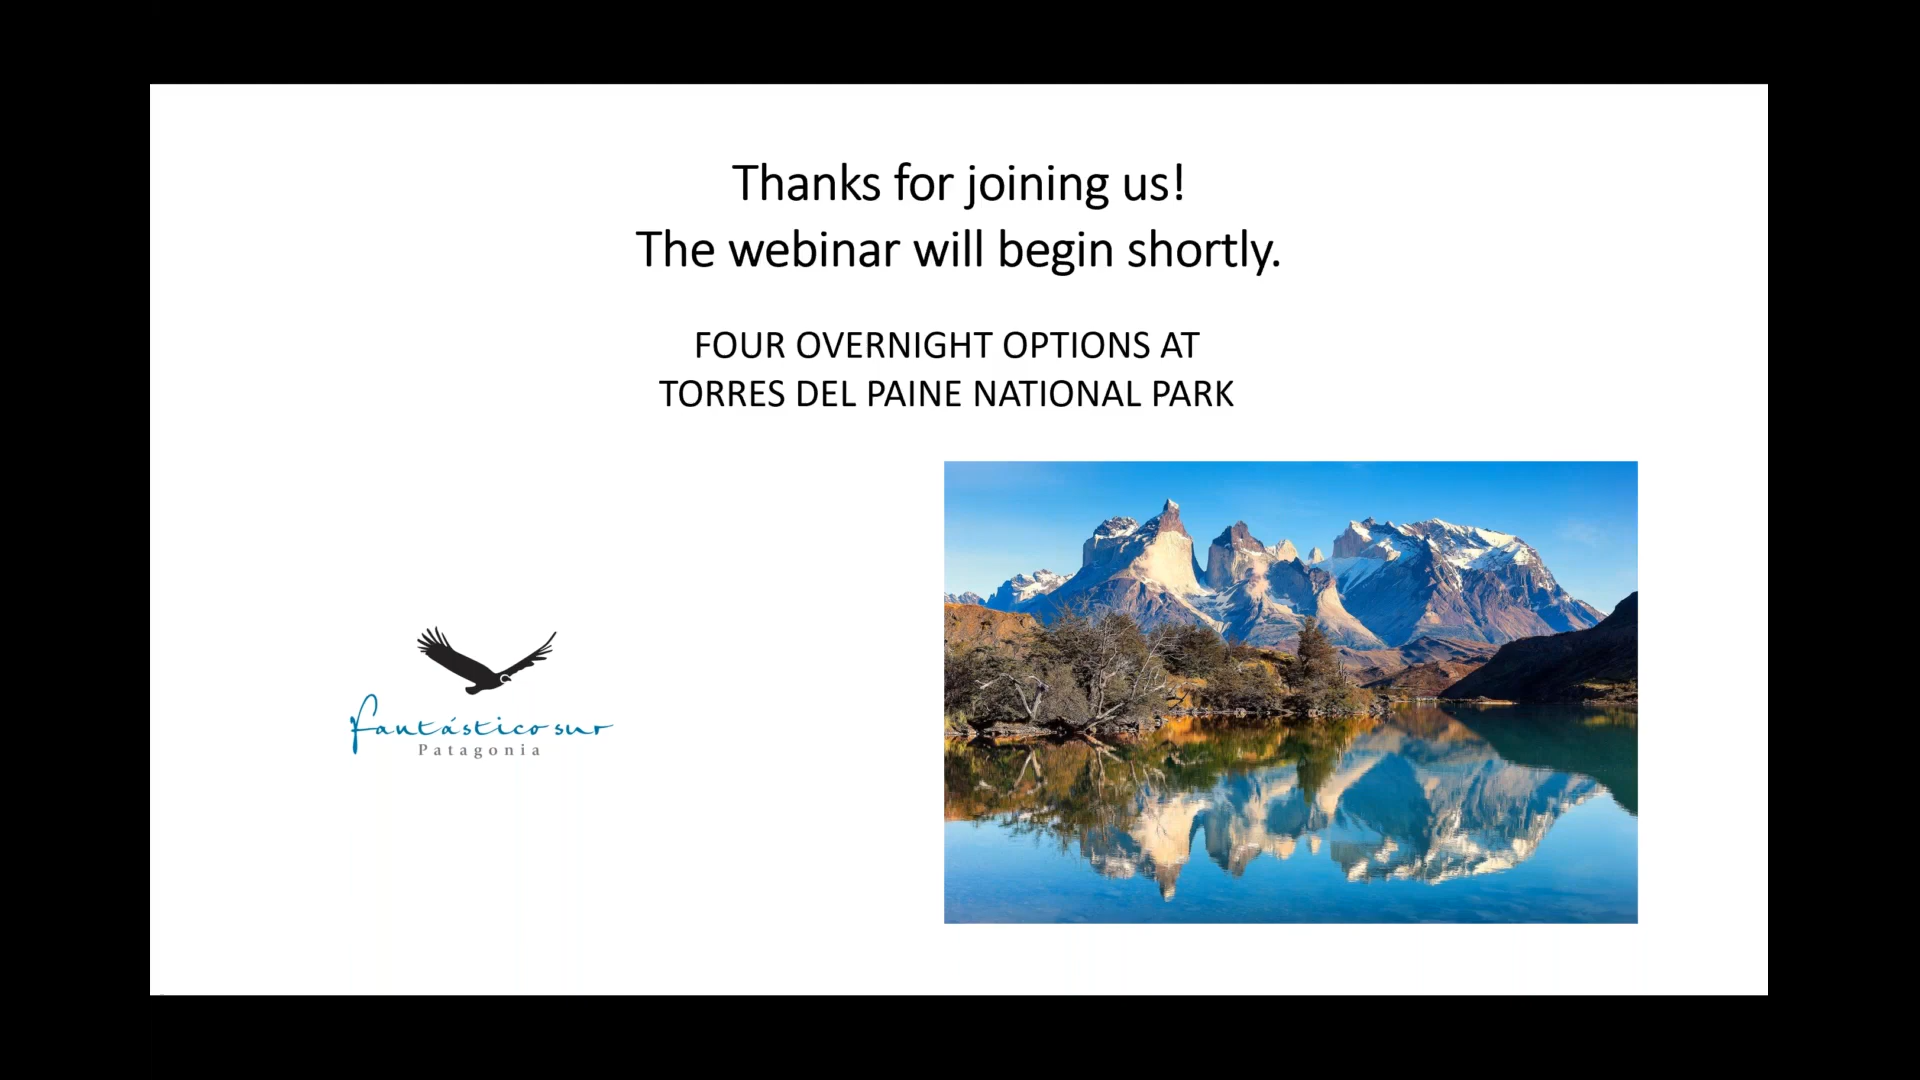 Thanks for joining us!
The webinar will begin shortly.
FOUR OVERNIGHT OPTIONS AT
TORRES DEL PAINE NATIONAL PARK
fantástico sur
Patagonia